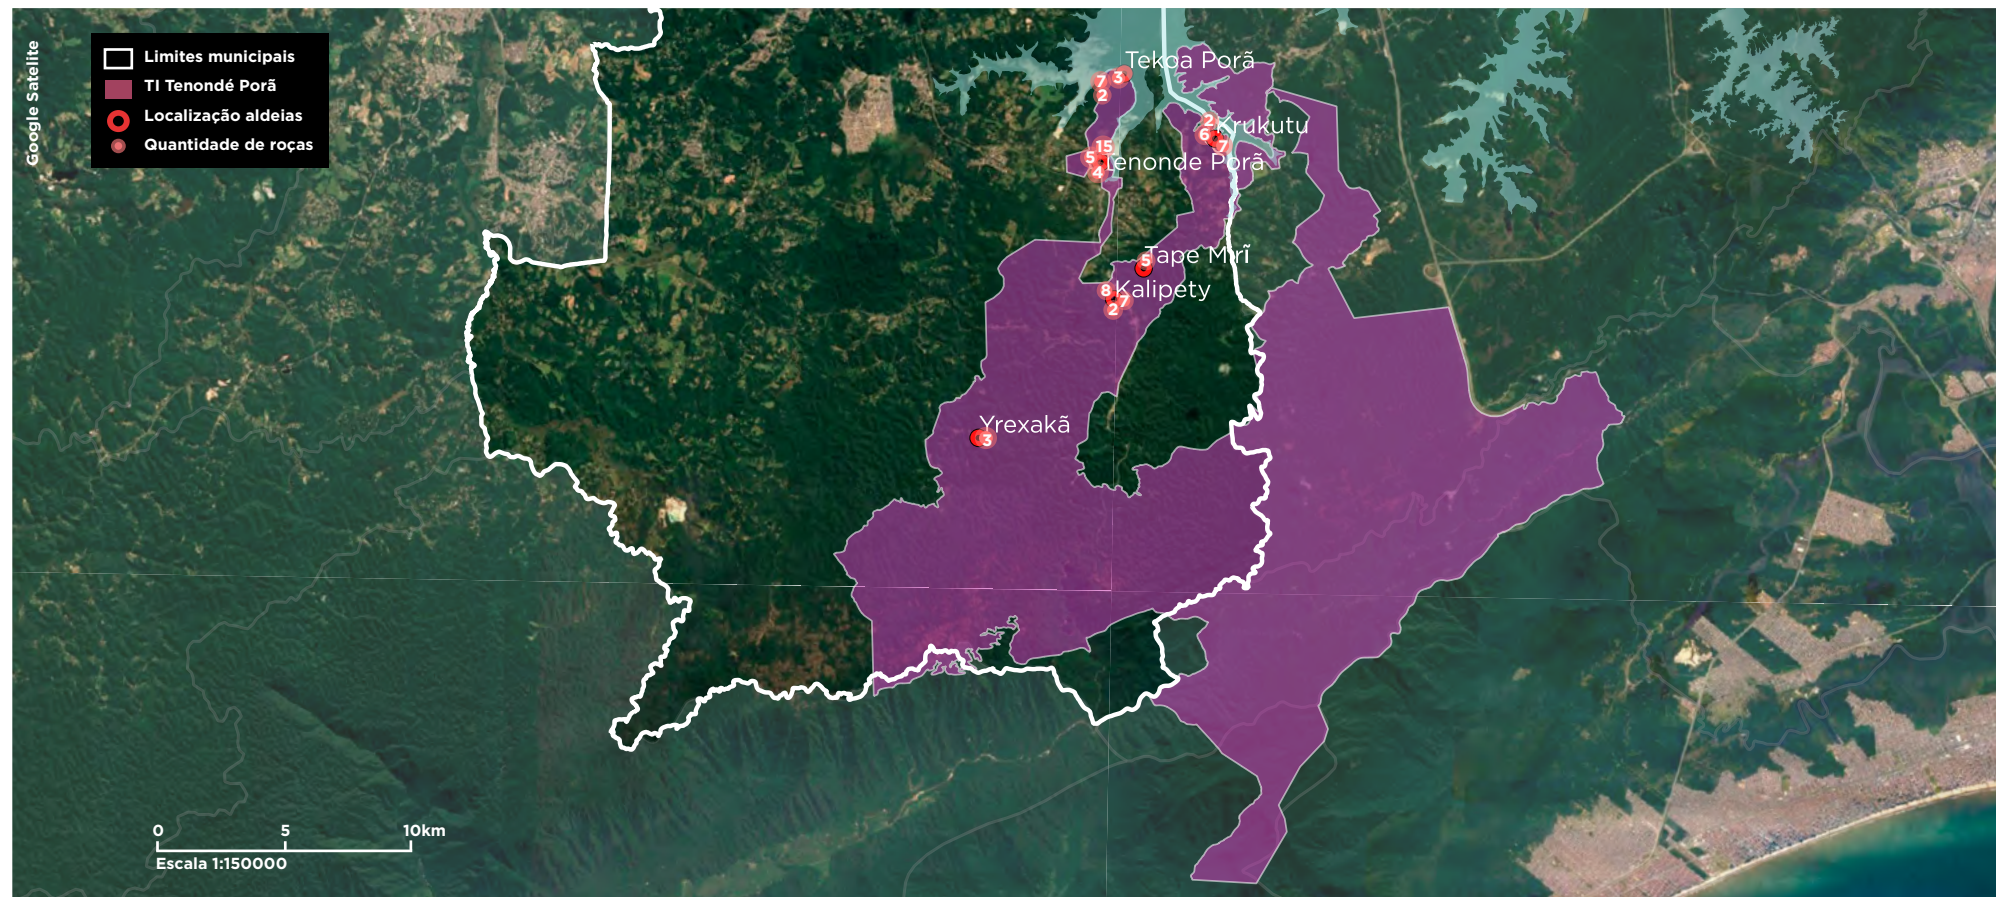 Google Satelite
Limites municipais
TI Tenondé Porã
Localização aldeias
Quantidade de roças
Tekoa Porã
7
3
2
2
Krukutu
6
7
15
5
Tenonde Porã
4
Tape Mirĩ
5
8
Kalipety
7
2
Yrexakã
3
0 5 10km
Escala 1:150000